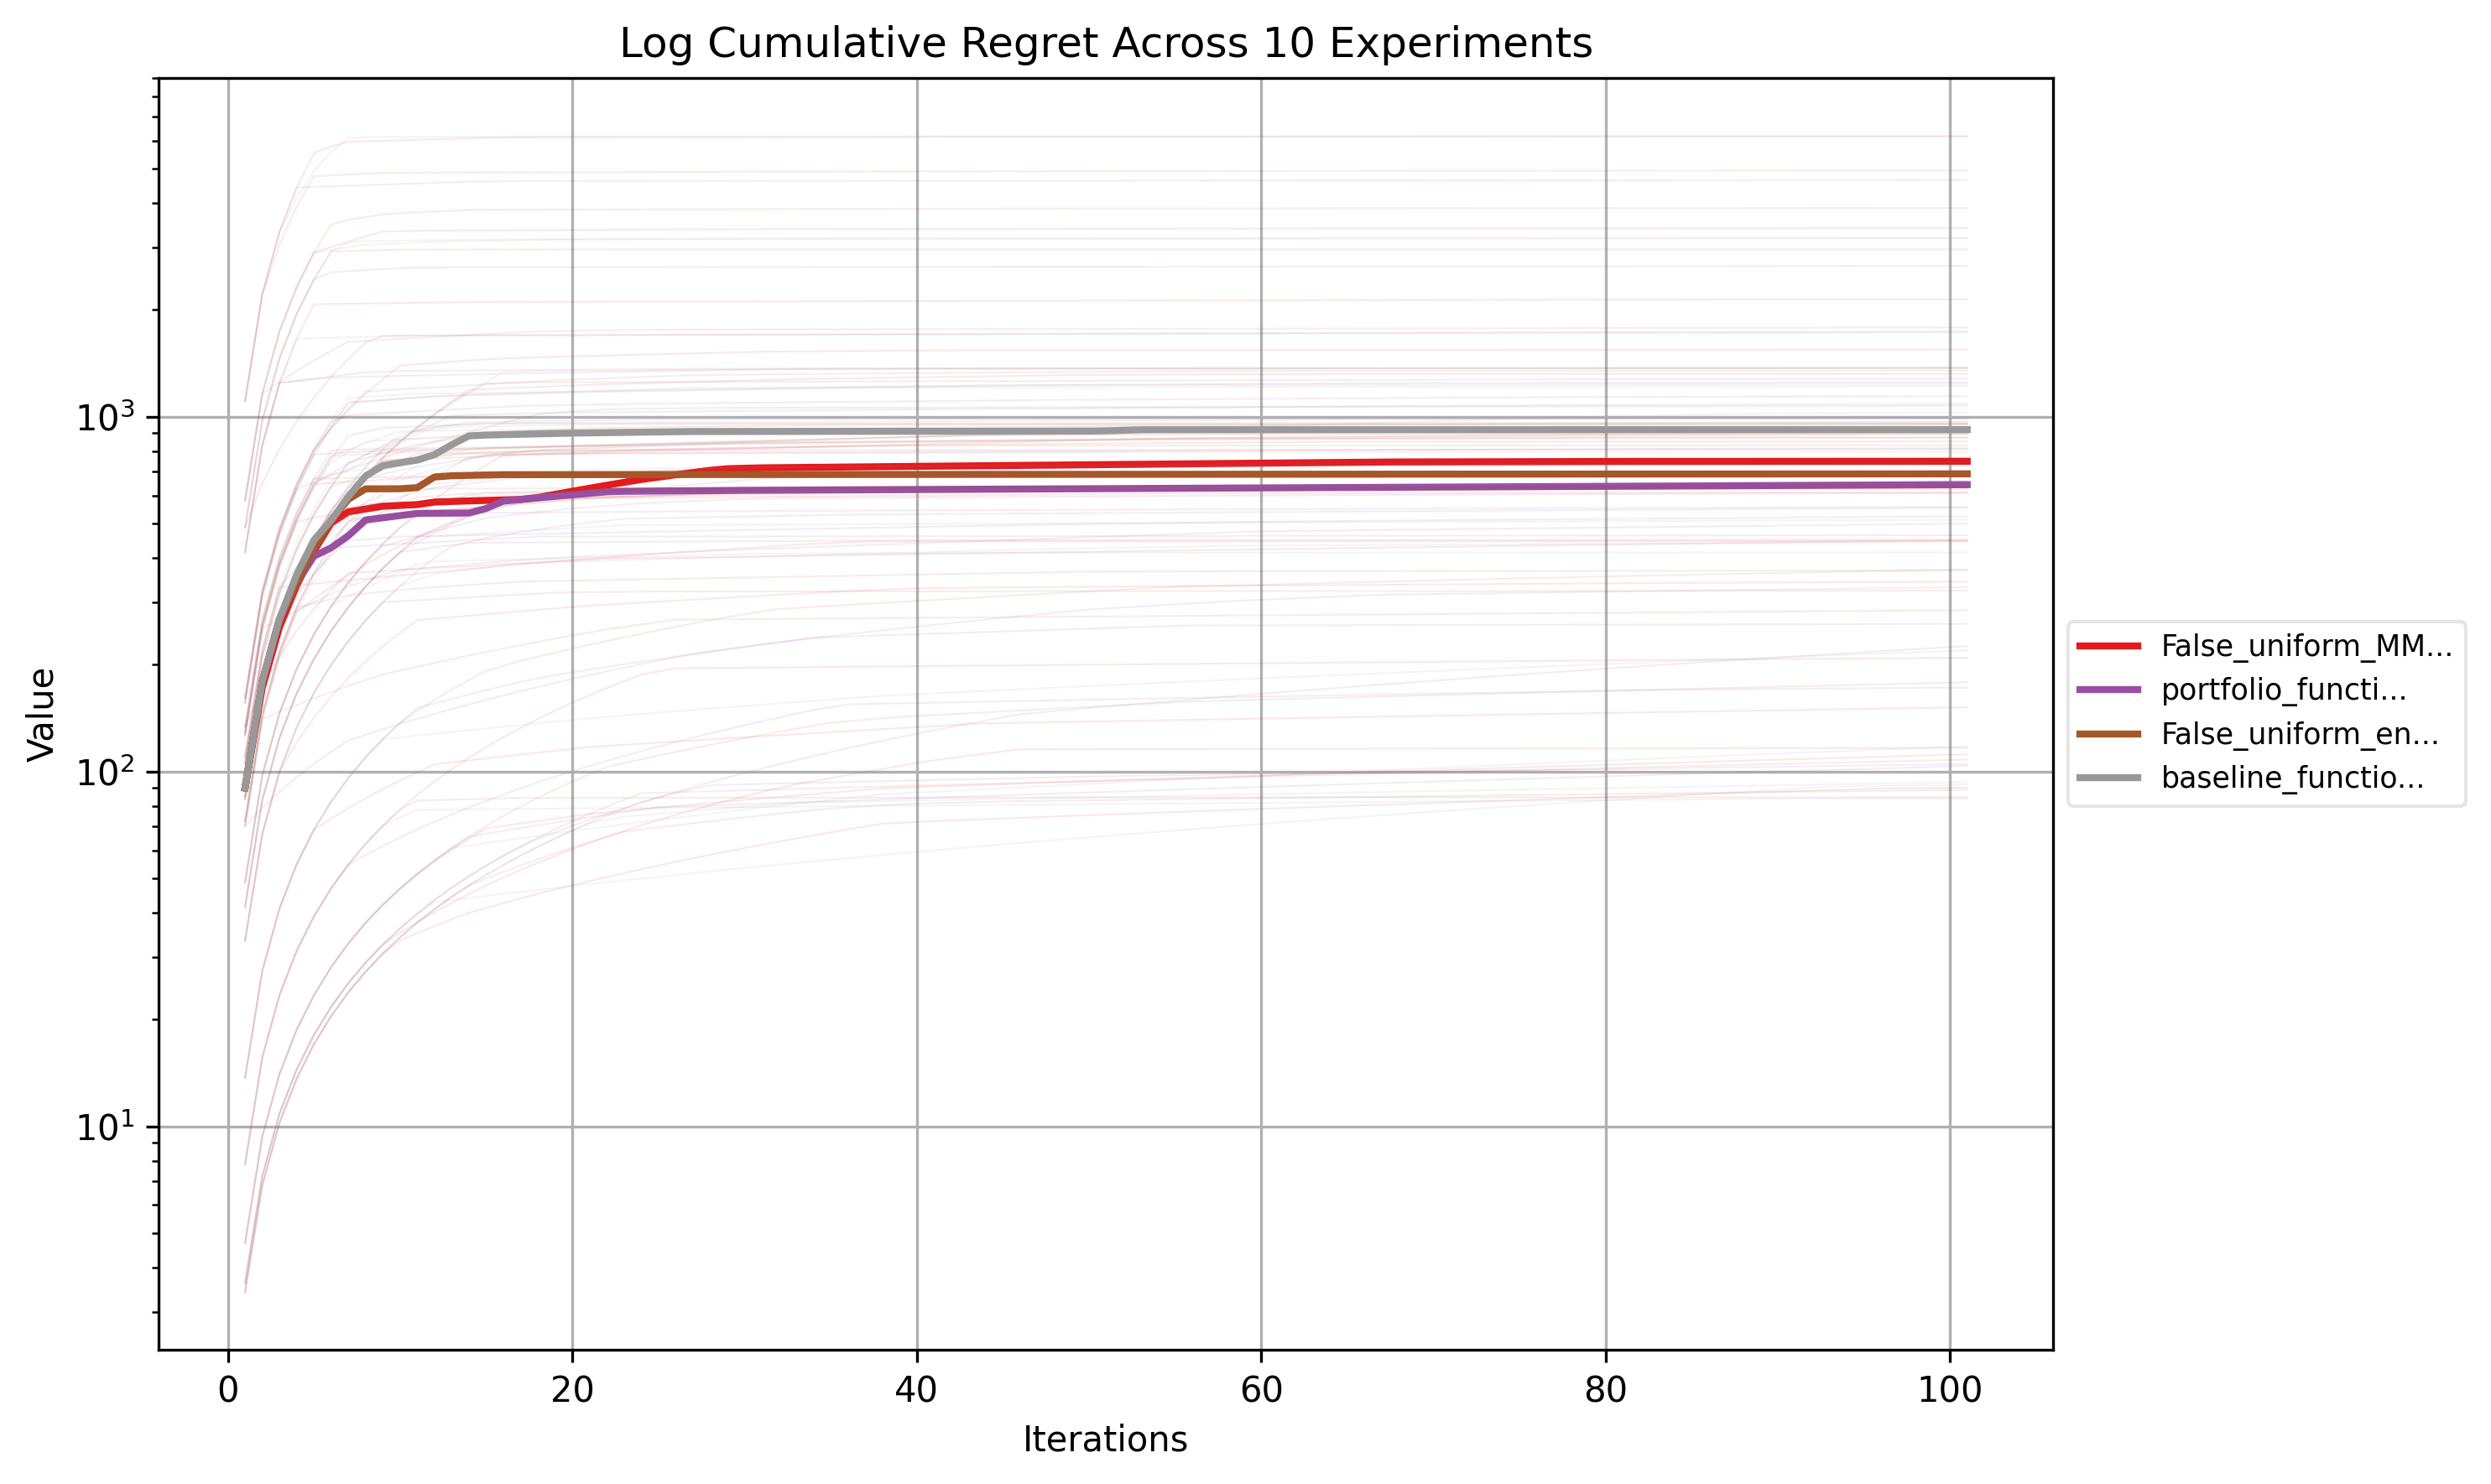 Log Cumulative Regret Across 10 Experiments
Value
10³
10²
10¹
0 20 40 60 80 100
Iterations
False_uniform_MM...
portfolio_functi...
False_uniform_en...
baseline_functio...